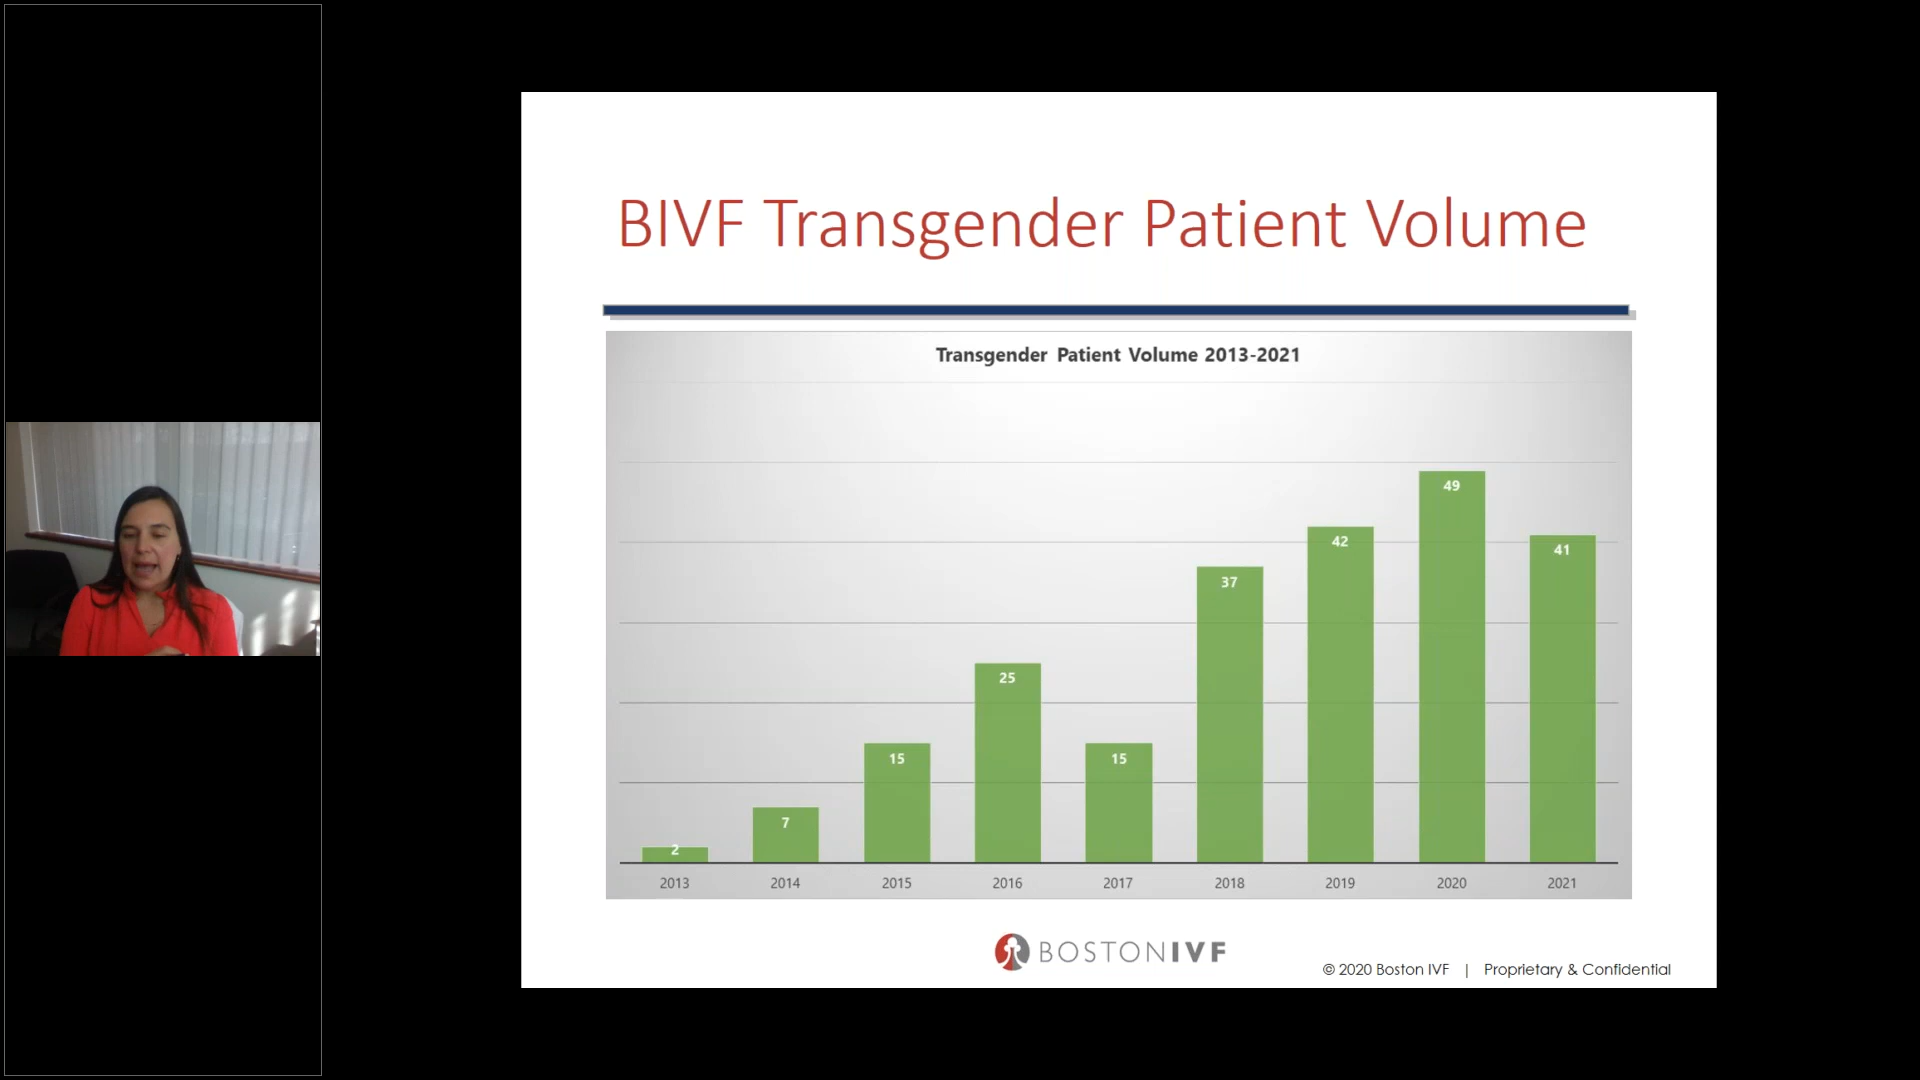 BIVF Transgender Patient Volume
Transgender Patient Volume 2013-2021
2
7
15
25
15
37
42
49
41
2013 2014 2015 2016 2017 2018 2019 2020 2021
BOSTONIVF
© 2020 Boston IVF | Proprietary & Confidential